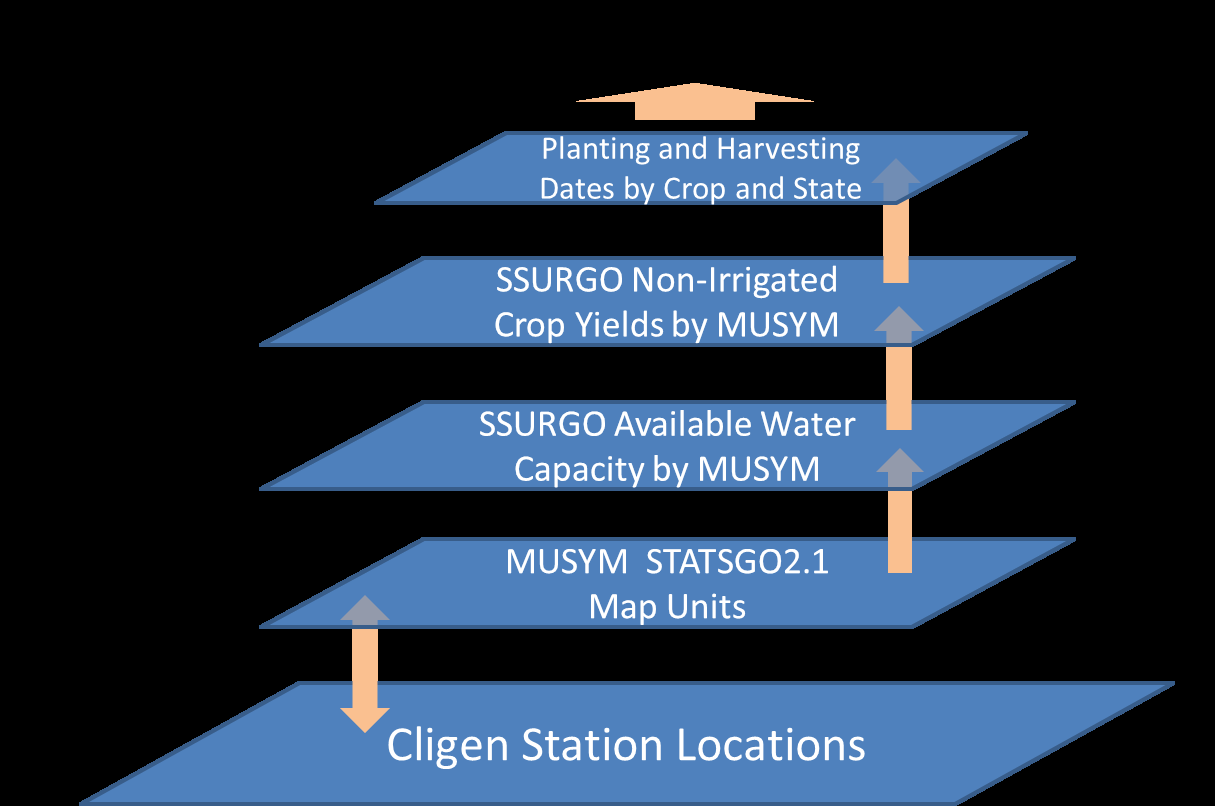 Planting and Harvesting
Dates by Crop and State
SSURGO Non-Irrigated
Crop Yields by MUSYM
SSURGO Available Water
Capacity by MUSYM
MUSYM  STATSGO2.1
Map Units
Cligen Station Locations